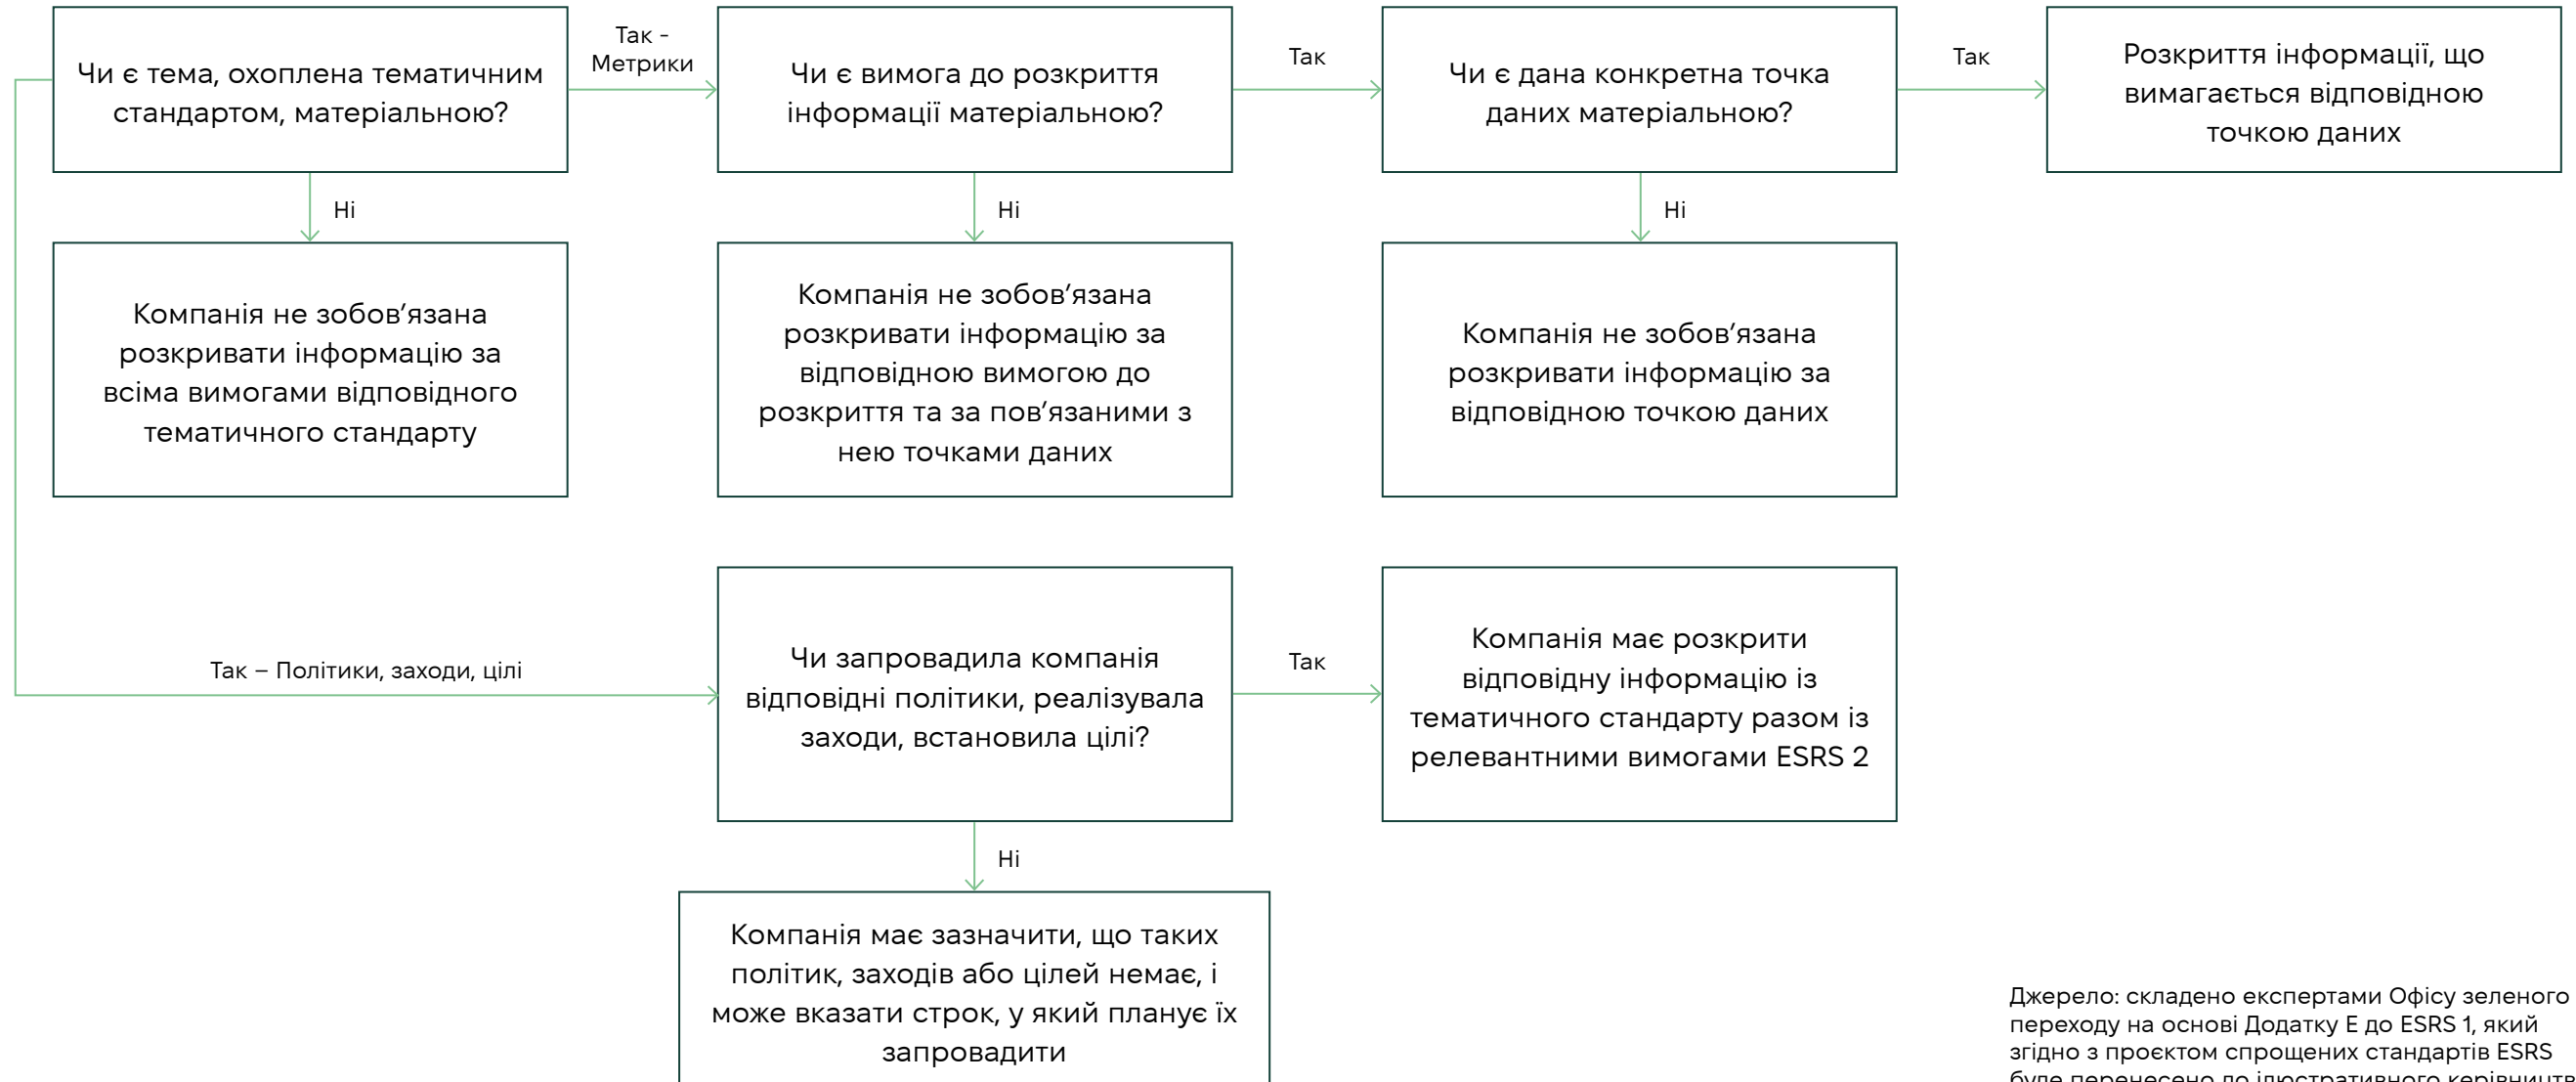 Чи є тема, охоплена тематичним
стандартом, матеріальною?
Так -
Метрики
Чи є вимога до розкриття
інформації матеріальною?
Так
Чи є дана конкретна точка
даних матеріальною?
Так
Розкриття інформації, що
вимагається відповідною
точкою даних
Ні
Ні
Ні
Компанія не зобов’язана
розкривати інформацію за
всіма вимогами відповідного
тематичного стандарту
Компанія не зобов’язана
розкривати інформацію за
відповідною вимогою до
розкриття та за пов’язаними з
нею точками даних
Компанія не зобов’язана
розкривати інформацію за
відповідною точкою даних
Так – Політики, заходи, цілі
Чи запровадила компанія
відповідні політики, реалізувала
заходи, встановила цілі?
Так
Компанія має розкрити
відповідну інформацію із
тематичного стандарту разом із
релевантними вимогами ESRS 2
Ні
Компанія має зазначити, що таких
політик, заходів або цілей немає, і
може вказати строк, у який планує їх
запровадити
Джерело: складено експертами Офісу зеленого
переходу на основі Додатку Е до ESRS 1, який
згідно з проєктом спрощених стандартів ESRS
буде перенесено до ілюстративного